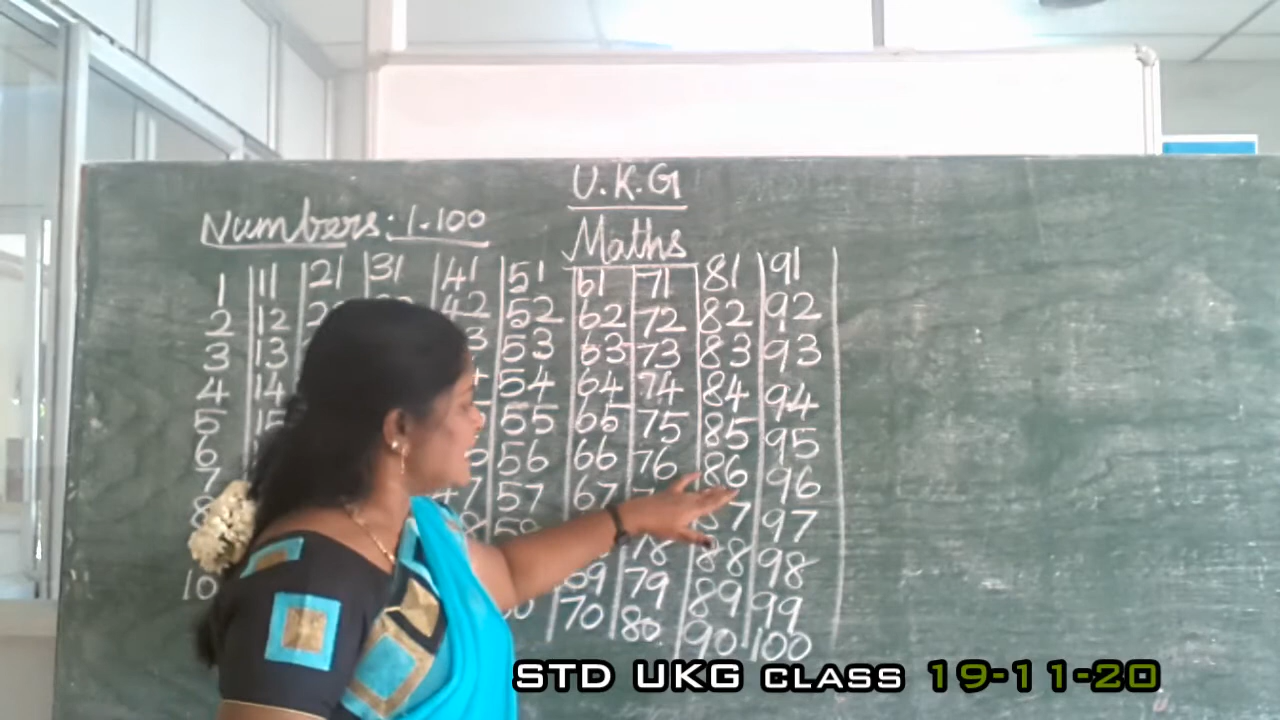 U.K.G
Numbers: 1-100
Maths
1 11 21 31 41 51 61 71 81 91
2 12 42 52 62 72 82 92
3 13 53 63 73 83 93
4 14 54 64 74 84 94
5 15 55 65 75 85 95
6 56 66 76 86 96
7 47 57 67 97
8 78 88 98
69 79 89 99
10 70 80 90 100
STD UKG CLASS 19-11-20